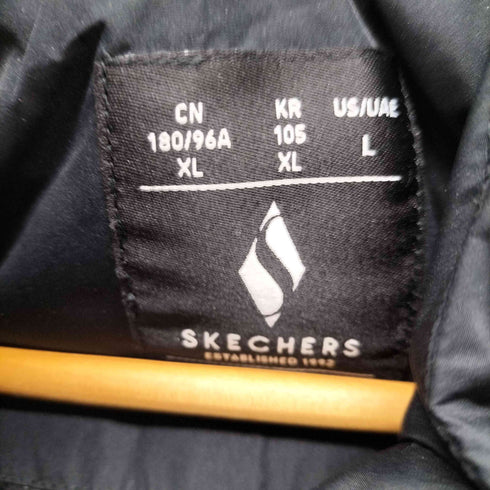 CN KR US/UAE
180/96A 105 L
XL XL
SKECHERS
ESTABLISHED 1992